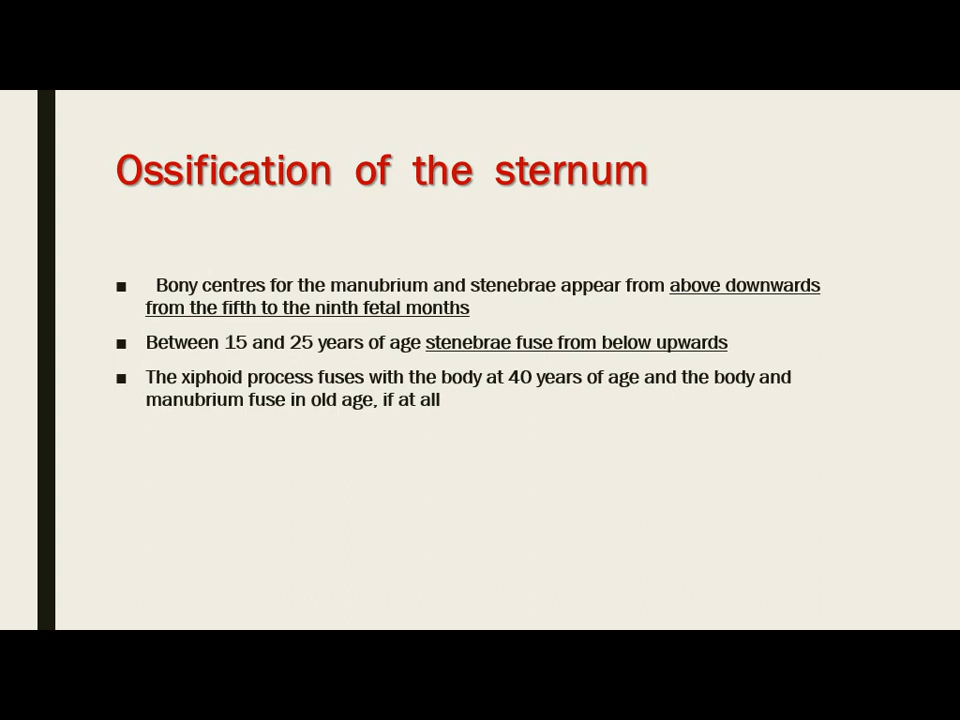 Ossification of the sternum
■ Bony centres for the manubrium and stenebrae appear from above downwards
from the fifth to the ninth fetal months
■ Between 15 and 25 years of age stenebrae fuse from below upwards
■ The xiphoid process fuses with the body at 40 years of age and the body and
manubrium fuse in old age, if at all